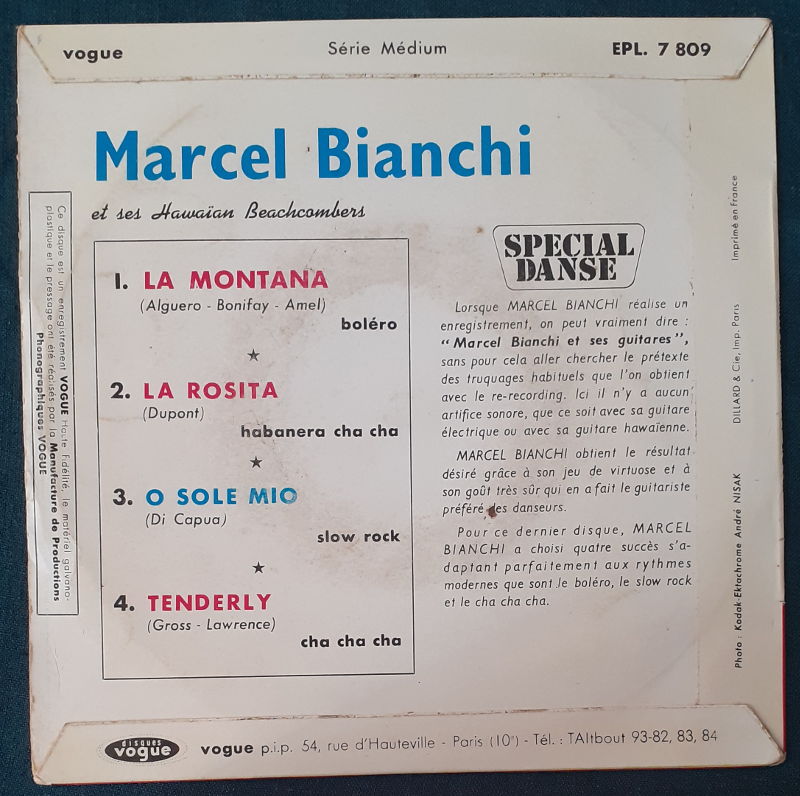 vogue
Série Médium
EPL. 7 809
Marcel Bianchi
et ses Hawaïan Beachcombers
1. LA MONTANA
(Alguero - Bonifay - Amel)
boléro
★
2. LA ROSITA
(Dupont)
habanera cha cha
★
3. O SOLE MIO
(Di Capua)
slow rock
★
4. TENDERLY
(Gross - Lawrence)
cha cha cha
SPECIAL
DANSE
Lorsque MARCEL BIANCHI réalise un
enregistrement, on peut vraiment dire :
“Marcel Bianchi et ses guitares”,
sans pour cela aller chercher le prétexte
des truquages habituels que l'on obtient
avec le re-recording. Ici il n'y a aucun
artifice sonore, que ce soit avec sa guitare
électrique ou avec sa guitare hawaïenne.
MARCEL BIANCHI obtient le résultat
désiré grâce à son jeu de virtuose et à
son goût très sûr qui en a fait le guitariste
préféré des danseurs.
Pour ce dernier disque, MARCEL
BIANCHI a choisi quatre succès s'a-
daptant parfaitement aux rythmes
modernes que sont le boléro, le slow rock
et le cha cha cha.
Ce disque est un enregistrement VOGUE Haute Fidélité, le matériel galvano-
plastique et le pressage ont été réalisés par la Manufacture de Productions
Phonographiques VOGUE
Photo : Kodak Ektachrome André NISAK
DILLARD & Cie, Imp. Paris
Imprimé en France
disques
vogue
vogue p.i.p. 54, rue d'Hauteville - Paris (10e) - Tél. : TAItbout 93-82, 83, 84